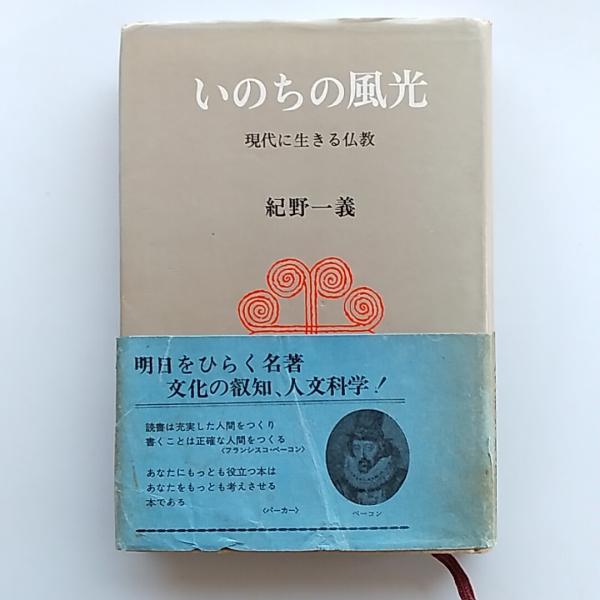 いのちの風光
現代に生きる仏教
紀野一義
明日をひらく名著
文化の叡知、人文科学！
読書は充実した人間をつくり
書くことは正確な人間をつくる
〈フランシスコ・ベーコン〉
あなたにもっとも役立つ本は
あなたをもっとも考えさせる
本である
〈パーカー〉
ベーコン